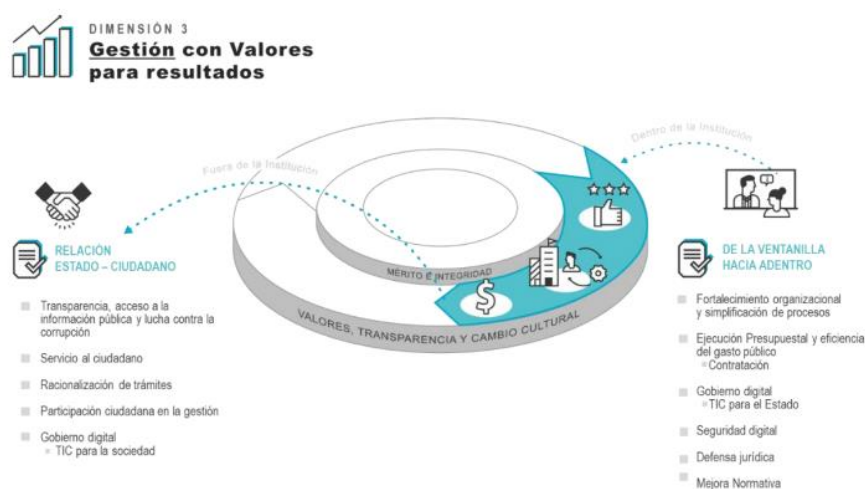 DIMENSIÓN 3
Gestión con Valores
para resultados
Fuera de la Institución
Dentro de la Institución
RELACIÓN
ESTADO – CIUDADANO
Transparencia, acceso a la
información pública y lucha contra la
corrupción
Servicio al ciudadano
Racionalización de trámites
Participación ciudadana en la gestión
Gobierno digital
TIC para la sociedad
$
MÉRITO E INTEGRIDAD
VALORES, TRANSPARENCIA Y CAMBIO CULTURAL
DE LA VENTANILLA
HACIA ADENTRO
Fortalecimiento organizacional
y simplificación de procesos
Ejecución Presupuestal y eficiencia
del gasto público
Contratación
Gobierno digital
TIC para el Estado
Seguridad digital
Defensa jurídica
Mejora Normativa